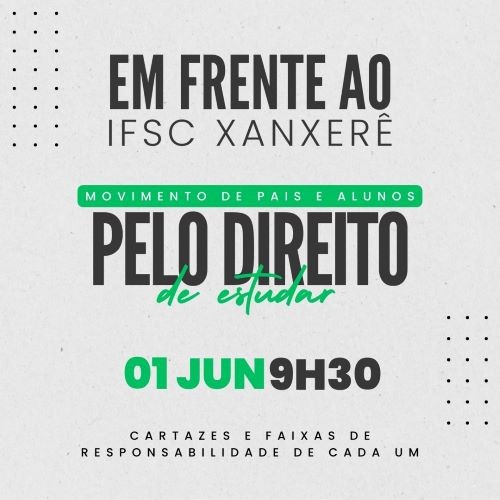 EM FRENTE AO
IFSC XANXERÊ
MOVIMENTO DE PAIS E ALUNOS
PELO DIREITO
de estudar
01 JUN 9H30
CARTAZES E FAIXAS DE
RESPONSABILIDADE DE CADA UM